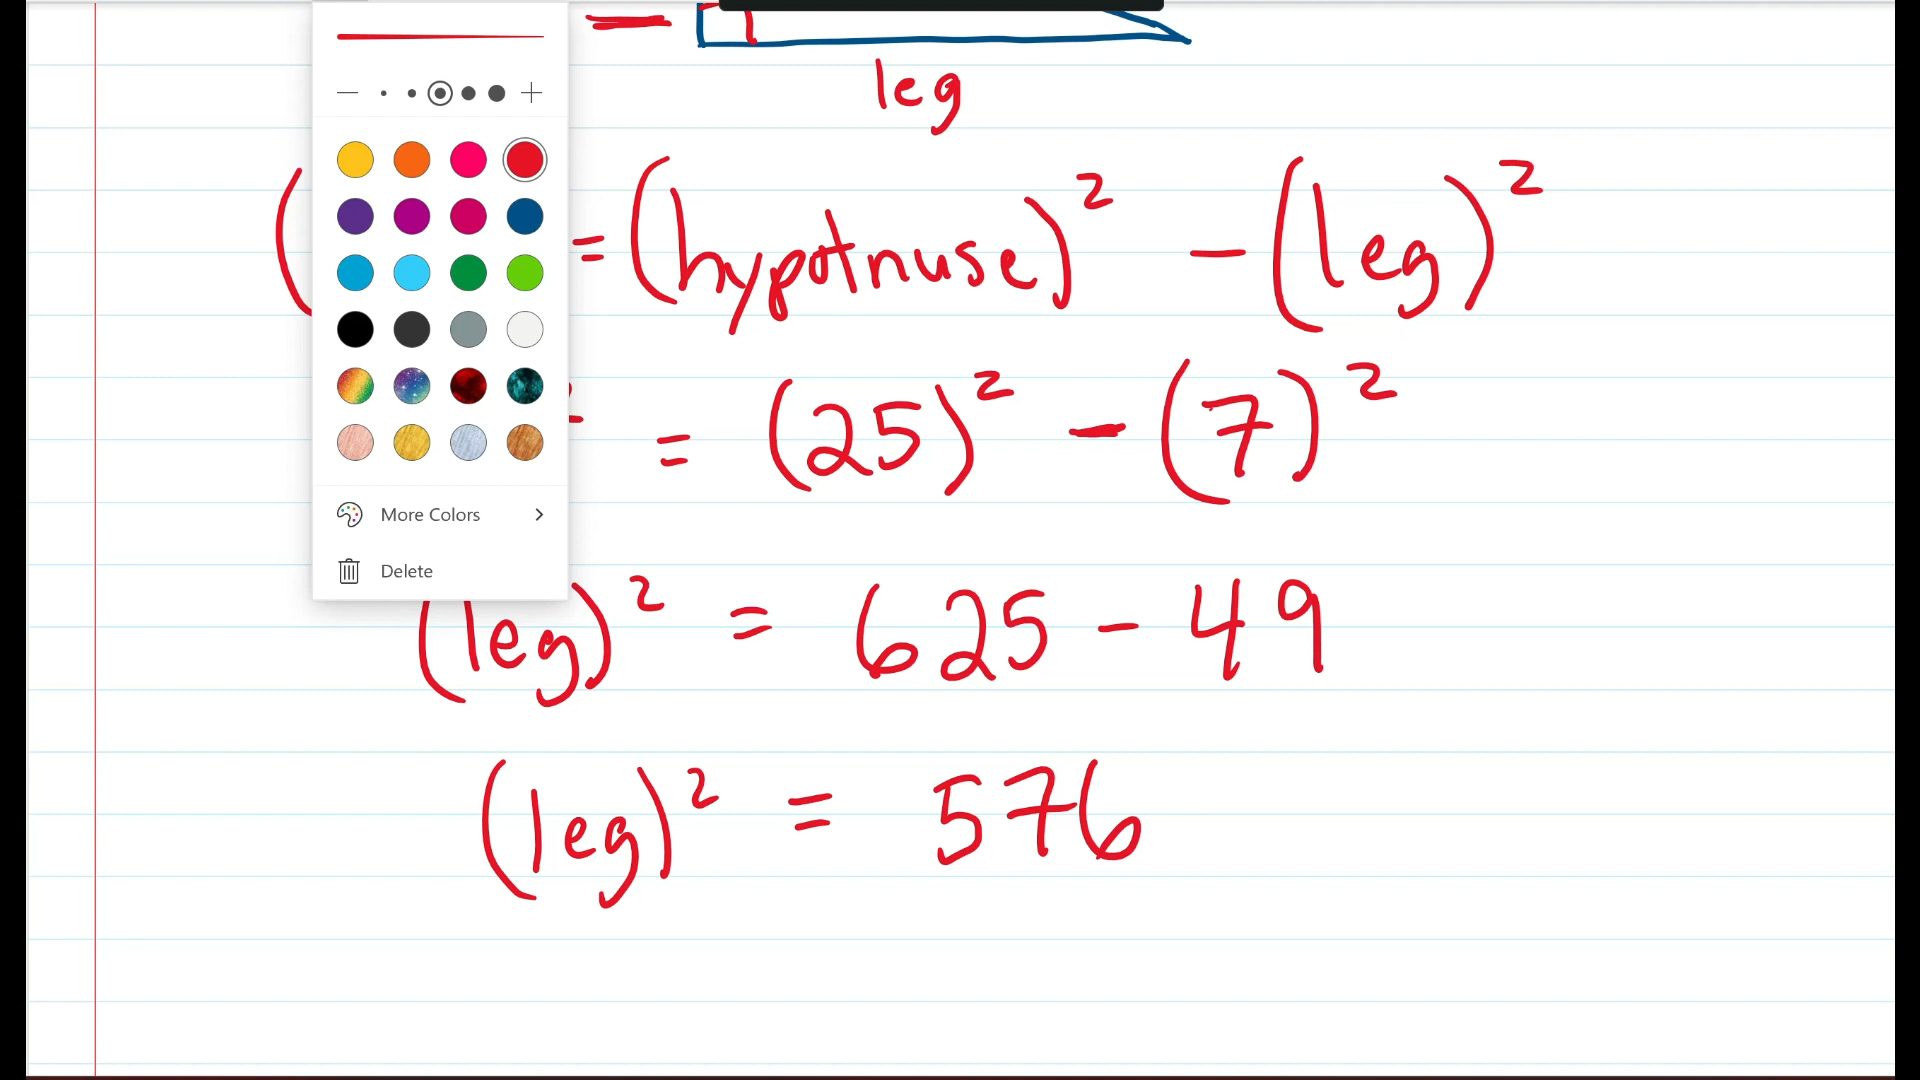 leg
( = (hypotnuse)² - (leg)²
= (25)² - (7)²
More Colors
Delete
(leg)² = 625 - 49
(leg)² = 576